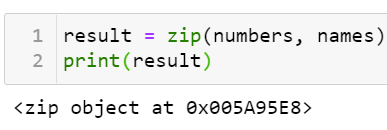 1 result = zip(numbers, names)
2 print(result)
<zip object at 0x005A95E8>